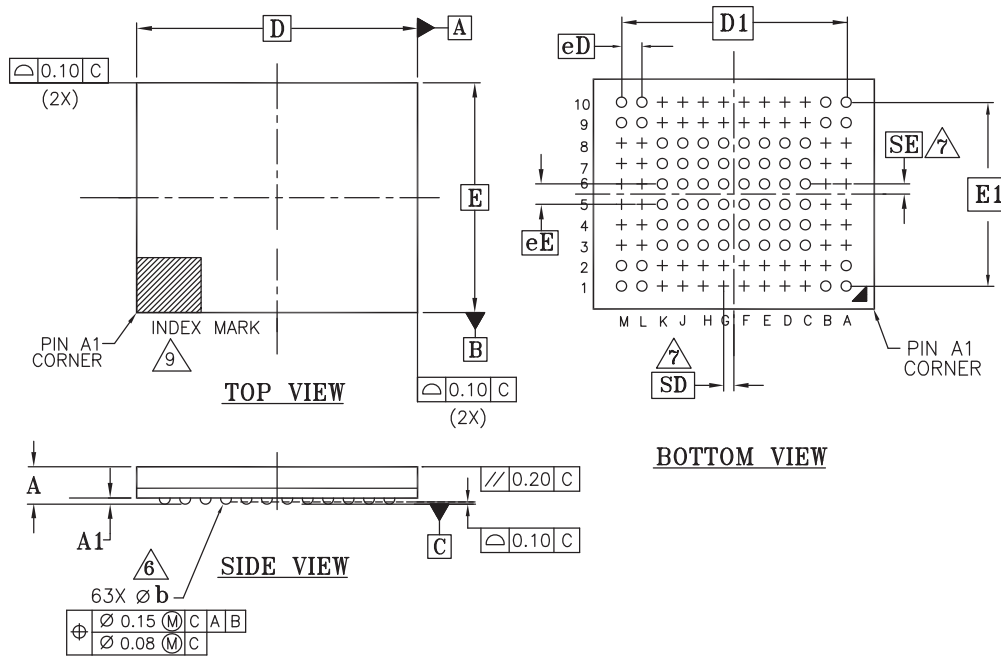 D
A
⌓ 0.10 C
(2X)
E
PIN A1
CORNER
INDEX MARK
9
B
⌓ 0.10 C
(2X)
TOP VIEW
D1
eD
10
9
8
7
6
5
4
3
2
1
SE 7
E1
eE
M L K J H G F E D C B A
7
SD
PIN A1
CORNER
BOTTOM VIEW
A
A1
// 0.20 C
C
⌓ 0.10 C
6
SIDE VIEW
63X Ø b
⌖ Ø 0.15 Ⓜ C A B
Ø 0.08 Ⓜ C